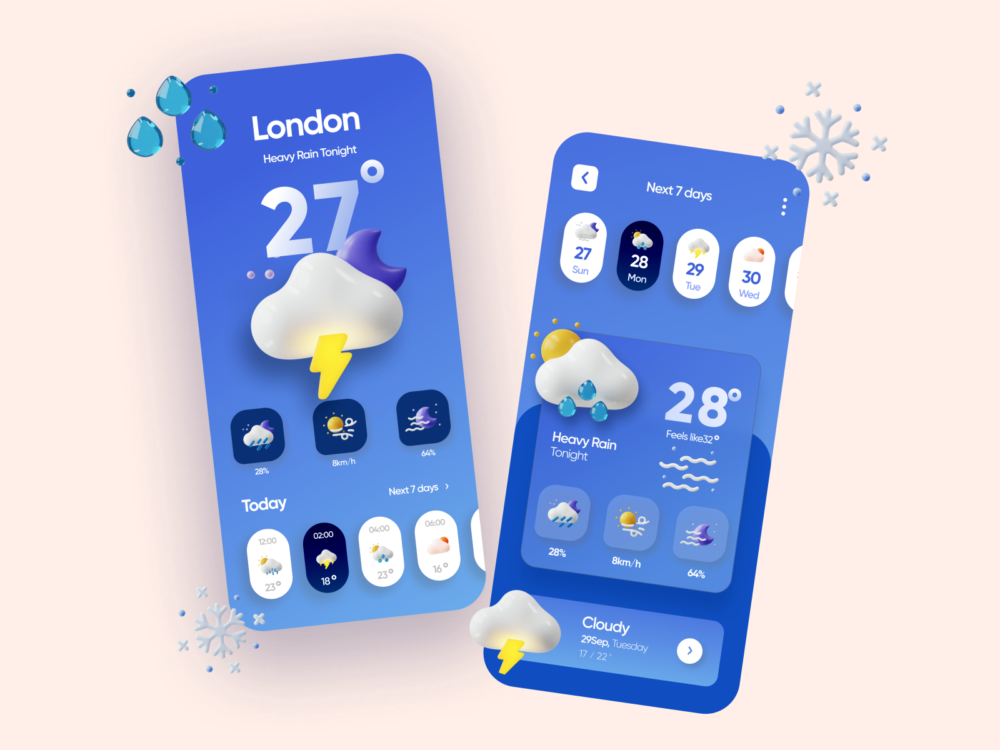 London
Heavy Rain Tonight
27°
28%
8km/h
64%
Today
Next 7 days
12:00
23°
02:00
18°
04:00
23°
06:00
16°
Next 7 days
27
Sun
28
Mon
29
Tue
30
Wed
28°
Feels like32°
Heavy Rain
Tonight
28%
8km/h
64%
Cloudy
29Sep, Tuesday
17 / 22°